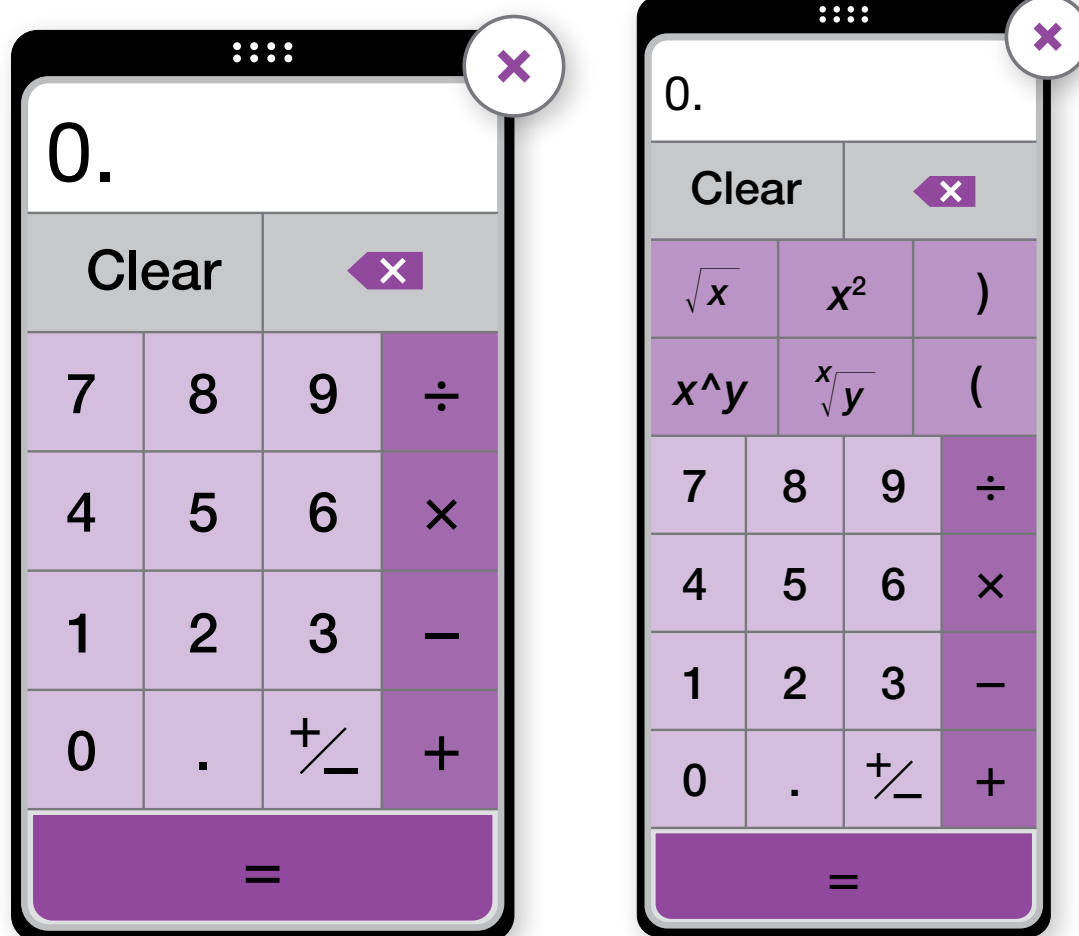 0.
Clear
7 8 9 ÷
4 5 6 ×
1 2 3 −
0 . +/− +
=
0.
Clear
√x x² )
x^y ˣ√y (
7 8 9 ÷
4 5 6 ×
1 2 3 −
0 . +/− +
=